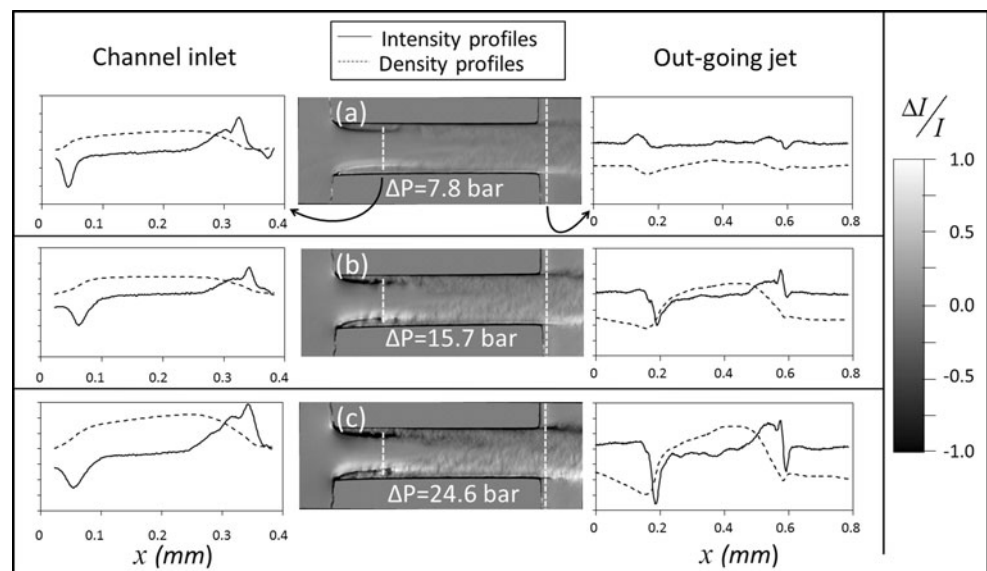 Intensity profiles
Density profiles
Channel inlet
Out-going jet
ΔI/I
(a)
ΔP=7.8 bar
0 0.1 0.2 0.3 0.4
0 0.2 0.4 0.6 0.8
(b)
ΔP=15.7 bar
0 0.1 0.2 0.3 0.4
0 0.2 0.4 0.6 0.8
(c)
ΔP=24.6 bar
0 0.1 0.2 0.3 0.4
0 0.2 0.4 0.6 0.8
x (mm)
x (mm)
1.0
0.5
0.0
-0.5
-1.0